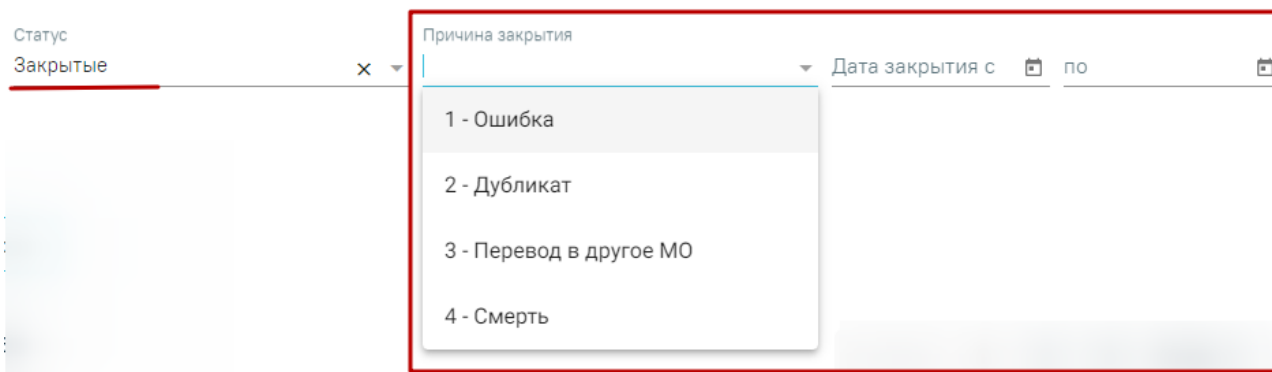 Статус
Причина закрытия
Закрытые
Дата закрытия с
по
1 - Ошибка
2 - Дубликат
3 - Перевод в другое МО
4 - Смерть